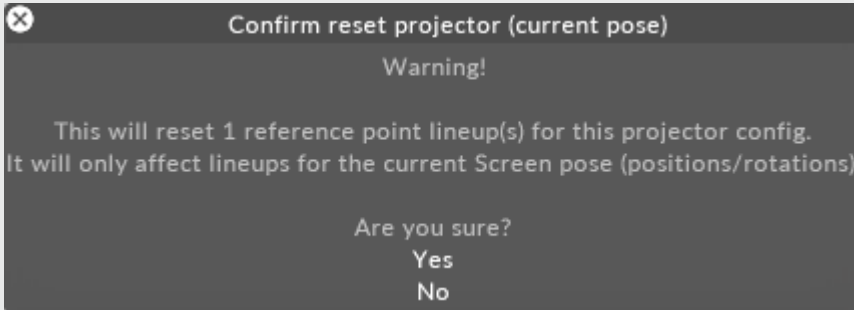 Confirm reset projector (current pose)
Warning!
This will reset 1 reference point lineup(s) for this projector config.
It will only affect lineups for the current Screen pose (positions/rotations)
Are you sure?
Yes
No